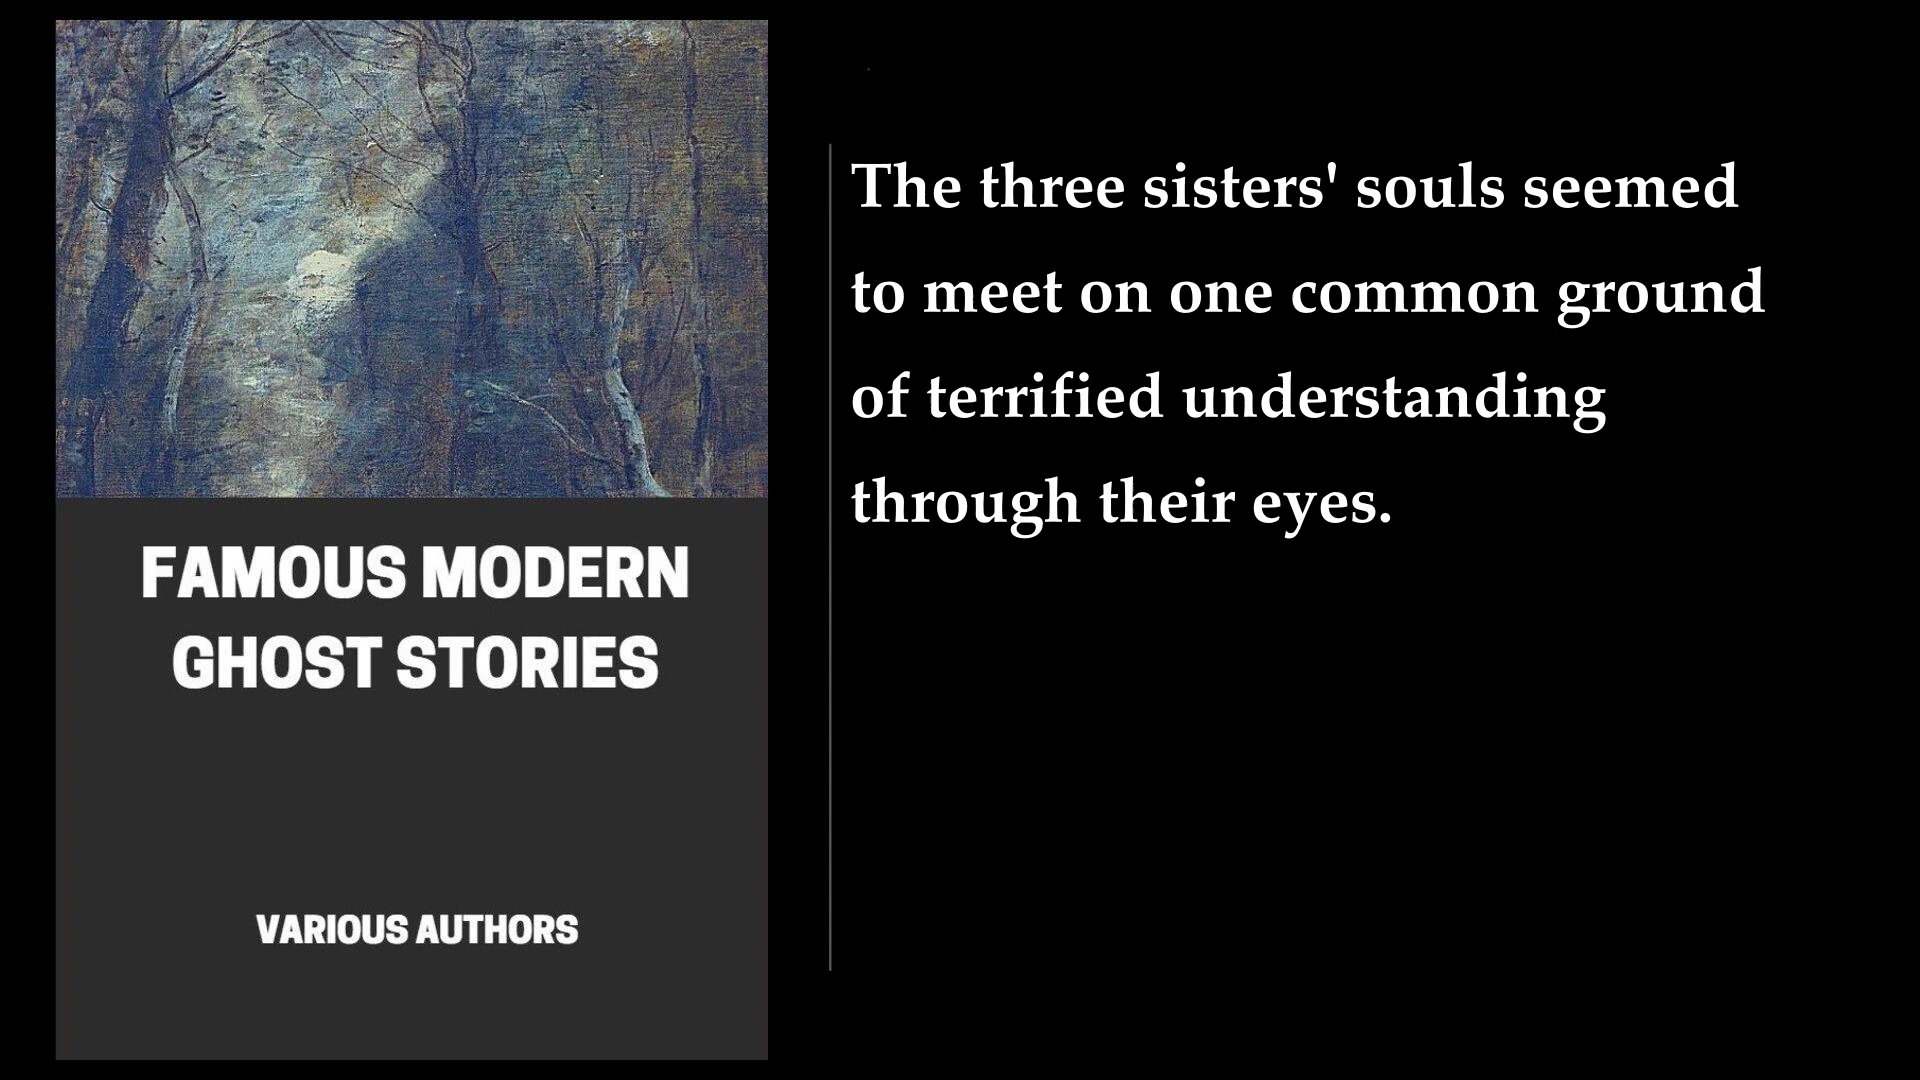 FAMOUS MODERN
GHOST STORIES
VARIOUS AUTHORS
The three sisters' souls seemed
to meet on one common ground
of terrified understanding
through their eyes.